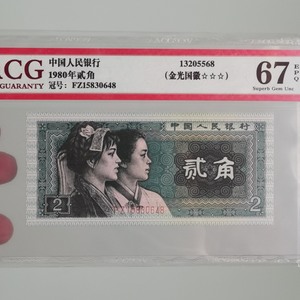 ACG
GUARANTY
中国人民银行
1980年贰角
冠号: FZ15830648
13205568
(金光国徽☆☆☆)
67 EPQ
Superb Gem Unc
中国人民银行
贰角
FZ15830648
2
2